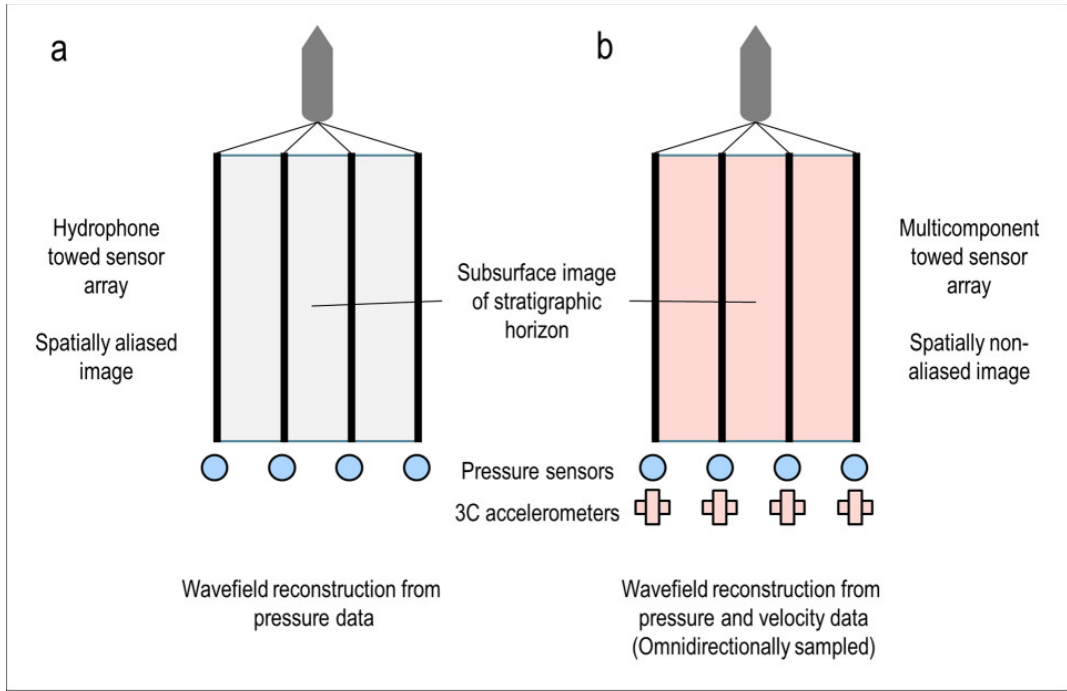 a
b
Hydrophone
towed sensor
array
Spatially aliased
image
Subsurface image
of stratigraphic
horizon
Multicomponent
towed sensor
array
Spatially non-
aliased image
Pressure sensors
3C accelerometers
Wavefield reconstruction from
pressure data
Wavefield reconstruction from
pressure and velocity data
(Omnidirectionally sampled)